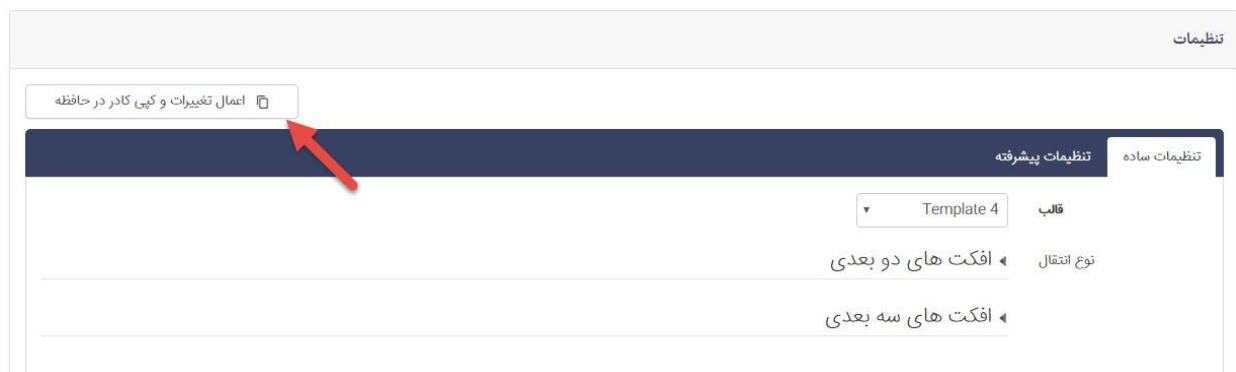 تنظیمات
اعمال تغییرات و کپی کادر در حافظه
تنظیمات ساده
تنظیمات پیشرفته
قالب
Template 4
نوع انتقال
افکت های دو بعدی
افکت های سه بعدی